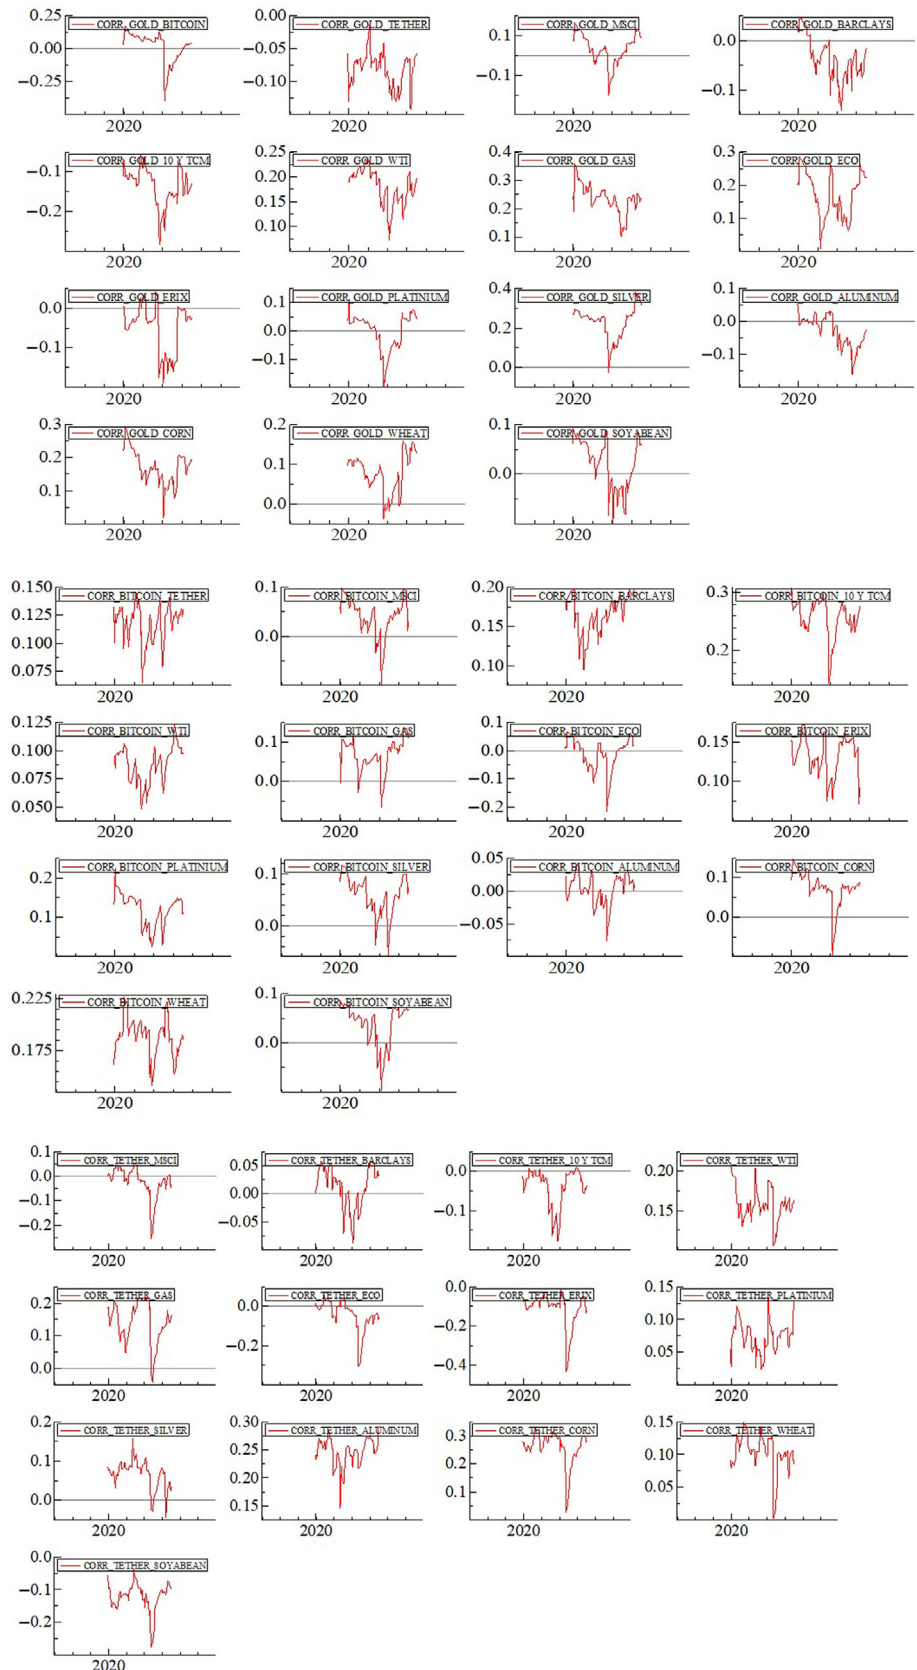 0.25 CORR_GOLD_BITCOIN 0.00 CORR_GOLD_TETHER CORR_GOLD_MSCI CORR_GOLD_BARCLAYS
0.1 0.0
0.00 −0.05
−0.25 −0.10 −0.1 −0.1
2020 2020 2020 2020
CORR_GOLD_10 Y TCM 0.25 CORR_GOLD_WTI 0.4 CORR_GOLD_GAS 0.3 CORR_GOLD_ECO
−0.1 0.20 0.3 0.2
−0.2 0.15 0.2 0.1
0.10 0.1
2020 2020 2020 2020
CORR_GOLD_ERIX CORR_GOLD_PLATINIUM 0.4 CORR_GOLD_SILVER 0.1 CORR_GOLD_ALUMINUM
0.0 0.1 0.2 0.0
−0.1 0.0 0.0 −0.1
−0.1
2020 2020 2020 2020
0.3 CORR_GOLD_CORN 0.2 CORR_GOLD_WHEAT 0.1 CORR_GOLD_SOYABEAN
0.2 0.1 0.0
0.1 0.0
2020 2020 2020
0.150 CORR_BITCOIN_TETHER 0.1 CORR_BITCOIN_MSCI 0.20 CORR_BITCOIN_BARCLAYS 0.3 CORR_BITCOIN_10 Y TCM
0.125 0.0 0.15 0.2
0.100 0.10
0.075
2020 2020 2020 2020
0.125 CORR_BITCOIN_WTI CORR_BITCOIN_GAS 0.1 CORR_BITCOIN_ECO CORR_BITCOIN_ERIX
0.100 0.1 0.0 0.15
0.075 0.0 −0.1 0.10
0.050 −0.2
2020 2020 2020 2020
CORR_BITCOIN_PLATINIUM CORR_BITCOIN_SILVER 0.05 CORR_BITCOIN_ALUMINUM CORR_BITCOIN_CORN
0.2 0.1 0.00 0.1
0.1 0.0 −0.05 0.0
2020 2020 2020 2020
0.225 CORR_BITCOIN_WHEAT 0.1 CORR_BITCOIN_SOYABEAN
0.175 0.0
2020 2020
0.1 CORR_TETHER_MSCI CORR_TETHER_BARCLAYS CORR_TETHER_10 Y TCM CORR_TETHER_WTI
0.0 0.05 0.0 0.20
−0.1 0.00 −0.1 0.15
−0.2 −0.05
2020 2020 2020 2020
CORR_TETHER_GAS CORR_TETHER_ECO 0.0 CORR_TETHER_ERIX 0.15 CORR_TETHER_PLATINIUM
0.2 0.0 −0.2 0.10
0.1 −0.2 −0.4 0.05
0.0
2020 2020 2020 2020
0.2 CORR_TETHER_SILVER 0.30 CORR_TETHER_ALUMINUM CORR_TETHER_CORN 0.15 CORR_TETHER_WHEAT
0.1 0.25 0.3 0.10
0.0 0.20 0.2 0.05
0.15 0.1
2020 2020 2020 2020
0.0 CORR_TETHER_SOYABEAN
−0.1
−0.2
2020